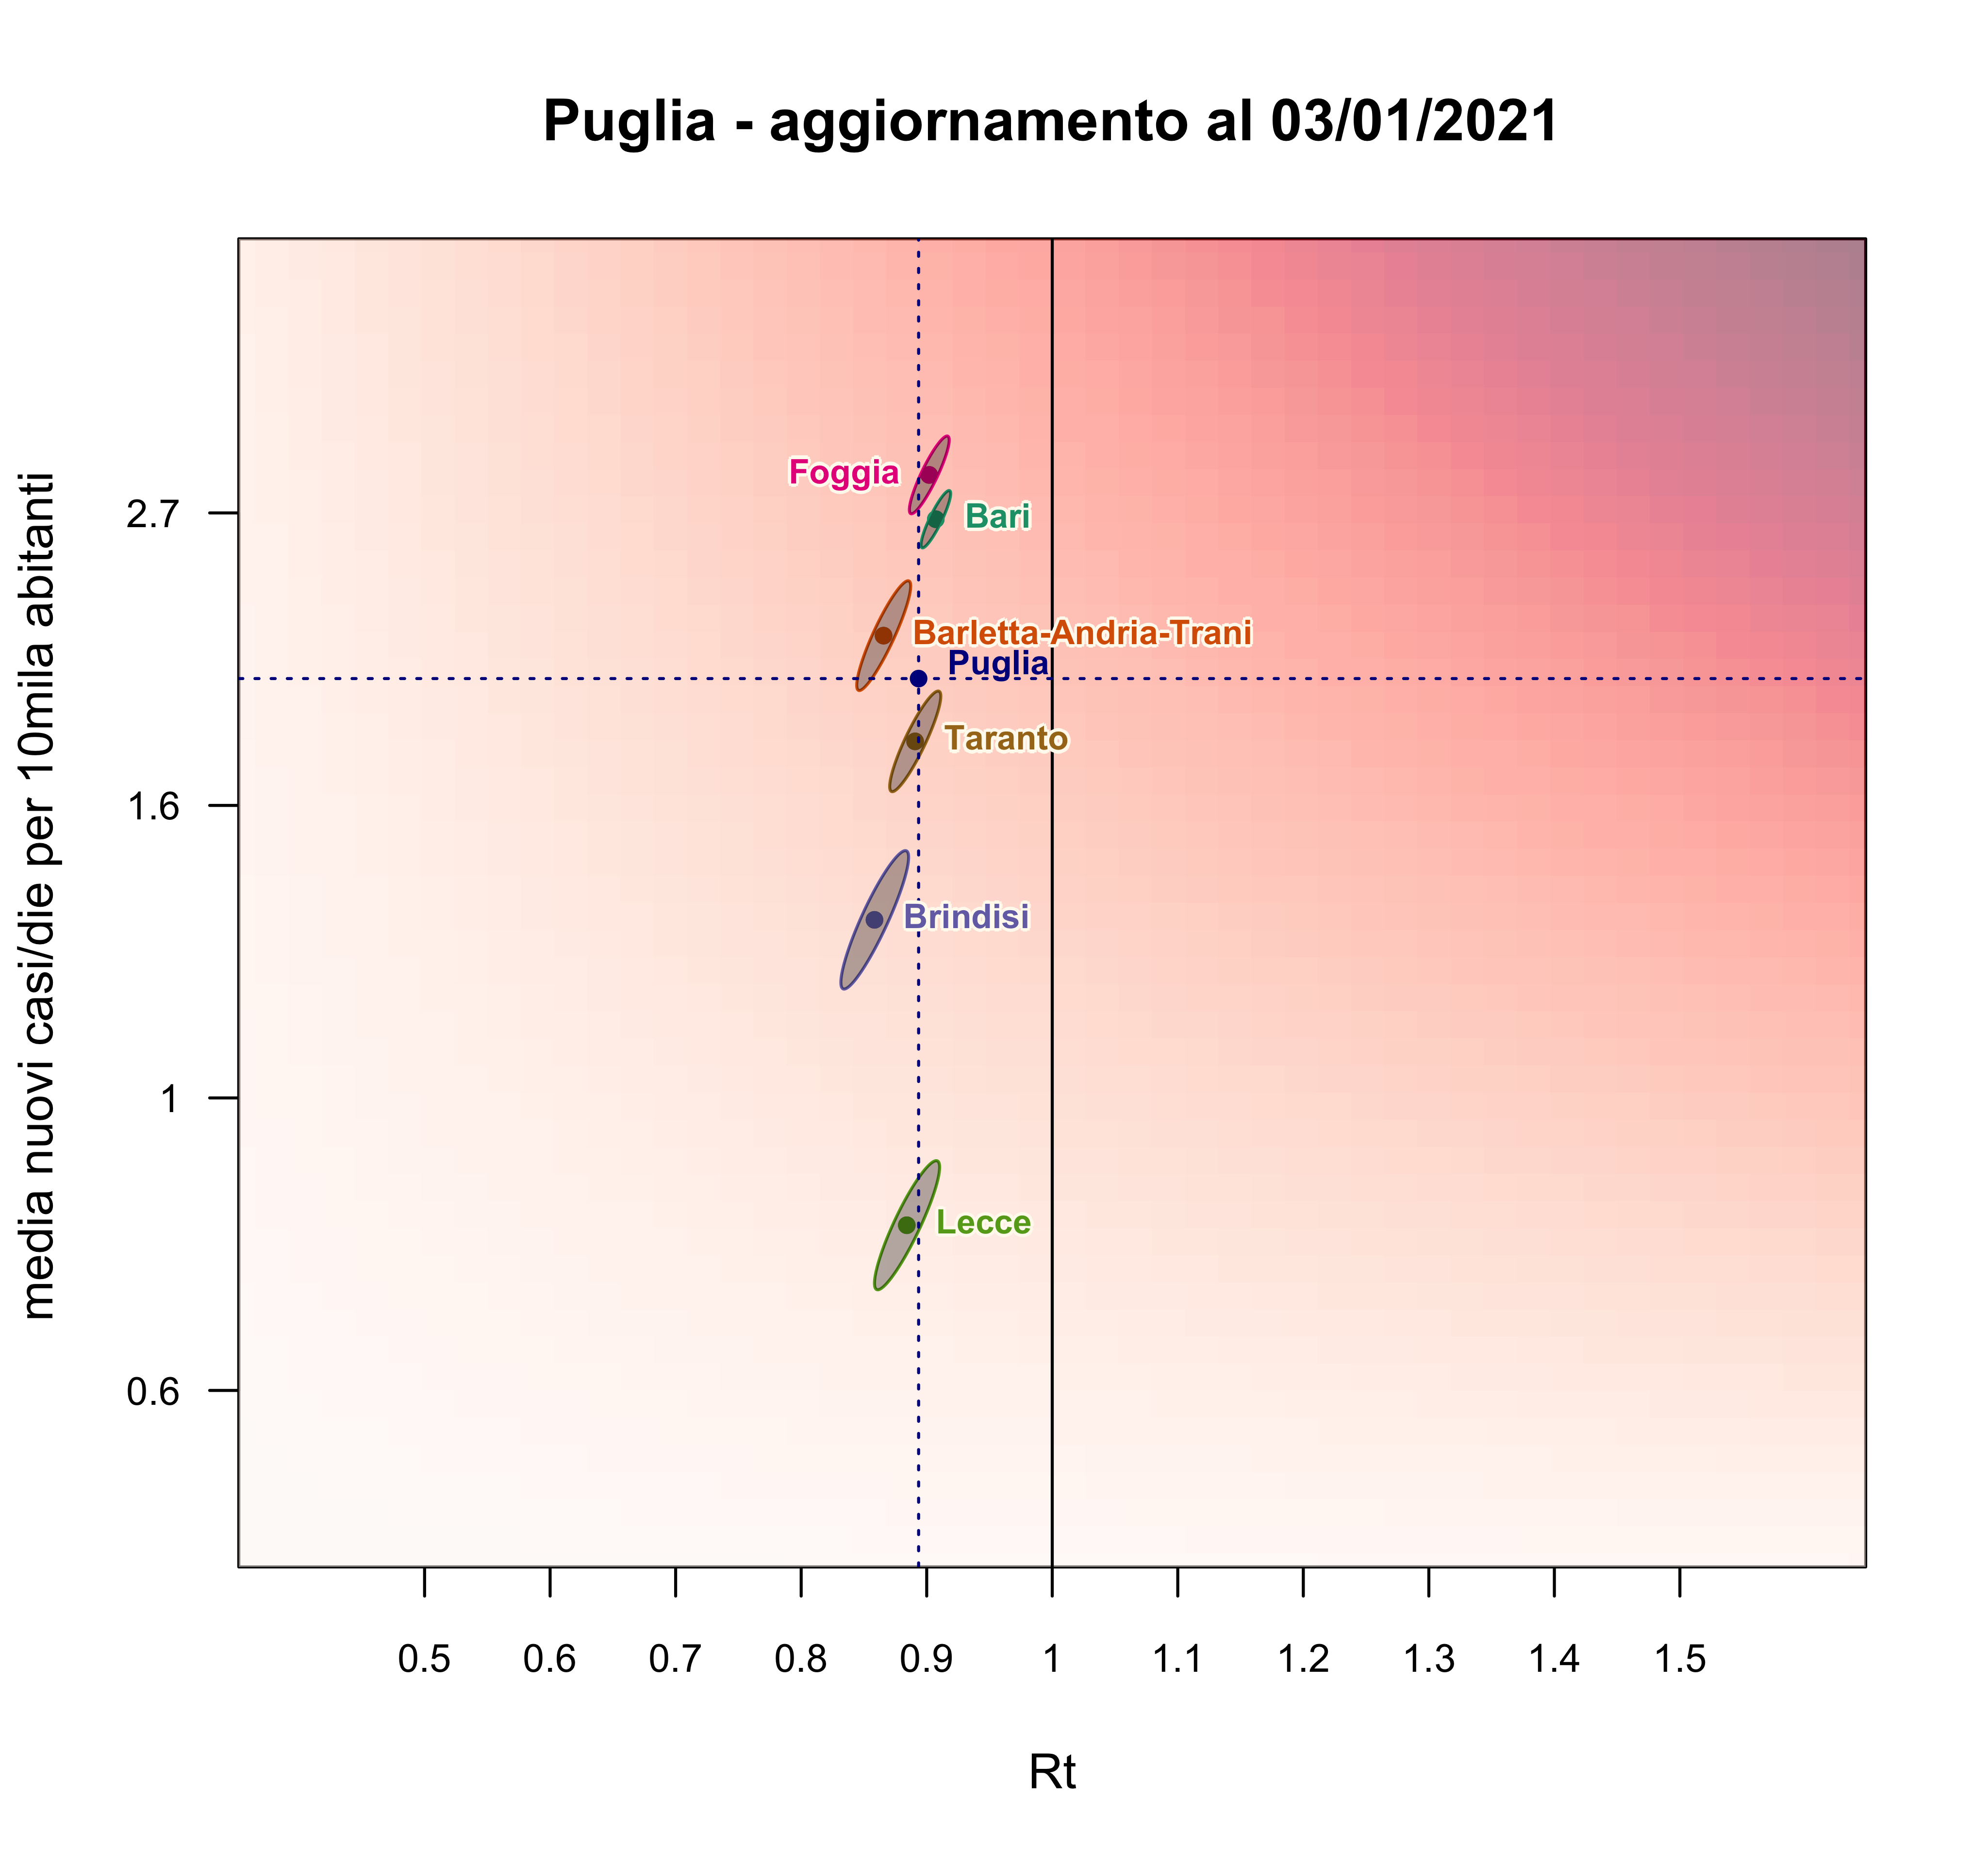 Puglia - aggiornamento al 03/01/2021
media nuovi casi/die per 10mila abitanti
2.7
1.6
1
0.6
Foggia
Bari
Barletta-Andria-Trani
Puglia
Taranto
Brindisi
Lecce
0.5 0.6 0.7 0.8 0.9 1 1.1 1.2 1.3 1.4 1.5
Rt